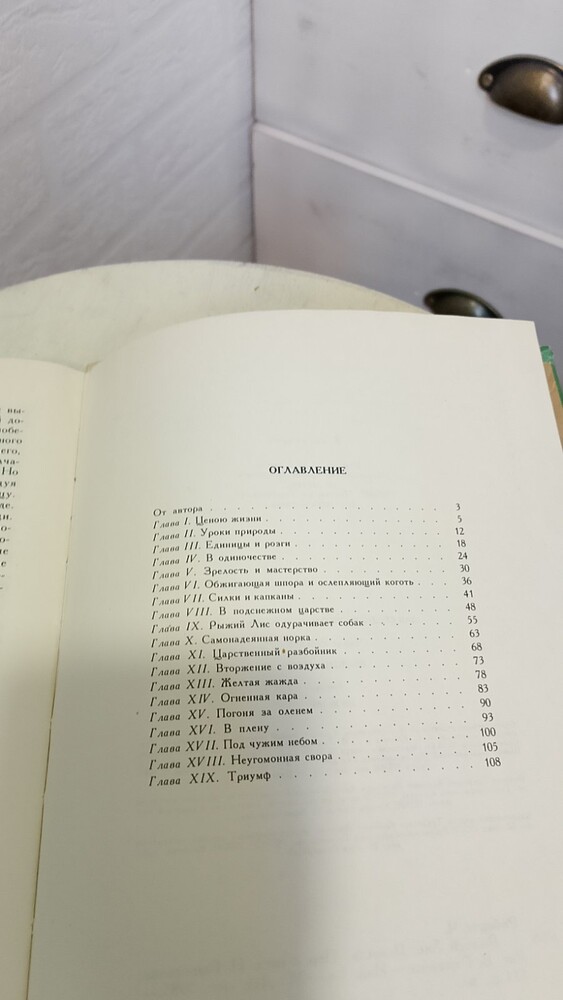 вы-
до-
ного
его,
Но
ОГЛАВЛЕНИЕ
От автора . . . . . . . . . . . . . . . . . 3
Глава I. Ценою жизни . . . . . . . . . . . . . 5
Глава II. Уроки природы . . . . . . . . . . . . 12
Глава III. Единицы и розги . . . . . . . . . . . 18
Глава IV. В одиночестве . . . . . . . . . . . . 24
Глава V. Зрелость и мастерство . . . . . . . . . 30
Глава VI. Обжигающая шпора и ослепляющий коготь . . . 36
Глава VII. Силки и капканы . . . . . . . . . . . 41
Глава VIII. В подснежном царстве . . . . . . . . 48
Глава IX. Рыжий Лис одурачивает собак . . . . . . 55
Глава X. Самонадеянная норка . . . . . . . . . . 63
Глава XI. Царственный разбойник . . . . . . . . 68
Глава XII. Вторжение с воздуха . . . . . . . . . 73
Глава XIII. Желтая жажда . . . . . . . . . . . 78
Глава XIV. Огненная кара . . . . . . . . . . . 83
Глава XV. Погоня за оленем . . . . . . . . . . 90
Глава XVI. В плену . . . . . . . . . . . . . 93
Глава XVII. Под чужим небом . . . . . . . . . . 100
Глава XVIII. Неугомонная свора . . . . . . . . . 105
Глава XIX. Триумф . . . . . . . . . . . . . 108